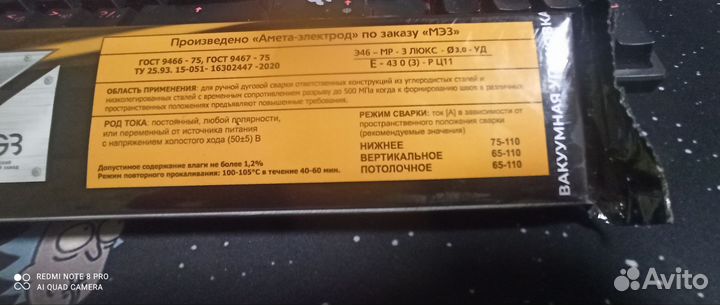 Произведено «Амета-электрод» по заказу «МЭЗ»
ГОСТ 9466 - 75, ГОСТ 9467 - 75
ТУ 25.93. 15-051- 16302447 -2020
Э46 – МР - 3 ЛЮКС - Ø3,0 - УД
Е - 43 0 (3) - Р Ц11
ОБЛАСТЬ ПРИМЕНЕНИЯ: для ручной дуговой сварки ответственных конструкций из углеродистых сталей и
низколегированных сталей с временным сопротивлением разрыву до 500 МПа когда к формированию швов в различных
пространственных положениях предъявляют повышенные требования.
РОД ТОКА: постоянный, любой полярности,
или переменный от источника питания
с напряжением холостого хода (50±5) В
Допустимое содержание влаги не более 1,2%
Режим повторного прокаливания: 100-105°С в течение 40-60 мин.
РЕЖИМ СВАРКИ: ток [А] в зависимости от
пространственного положения сварки
(рекомендуемые значения)
НИЖНЕЕ 75-110
ВЕРТИКАЛЬНОЕ 65-110
ПОТОЛОЧНОЕ 65-110
ВАКУУМНАЯ
ЭЗ
завод
REDMI NOTE 8 PRO
AI QUAD CAMERA
Avito